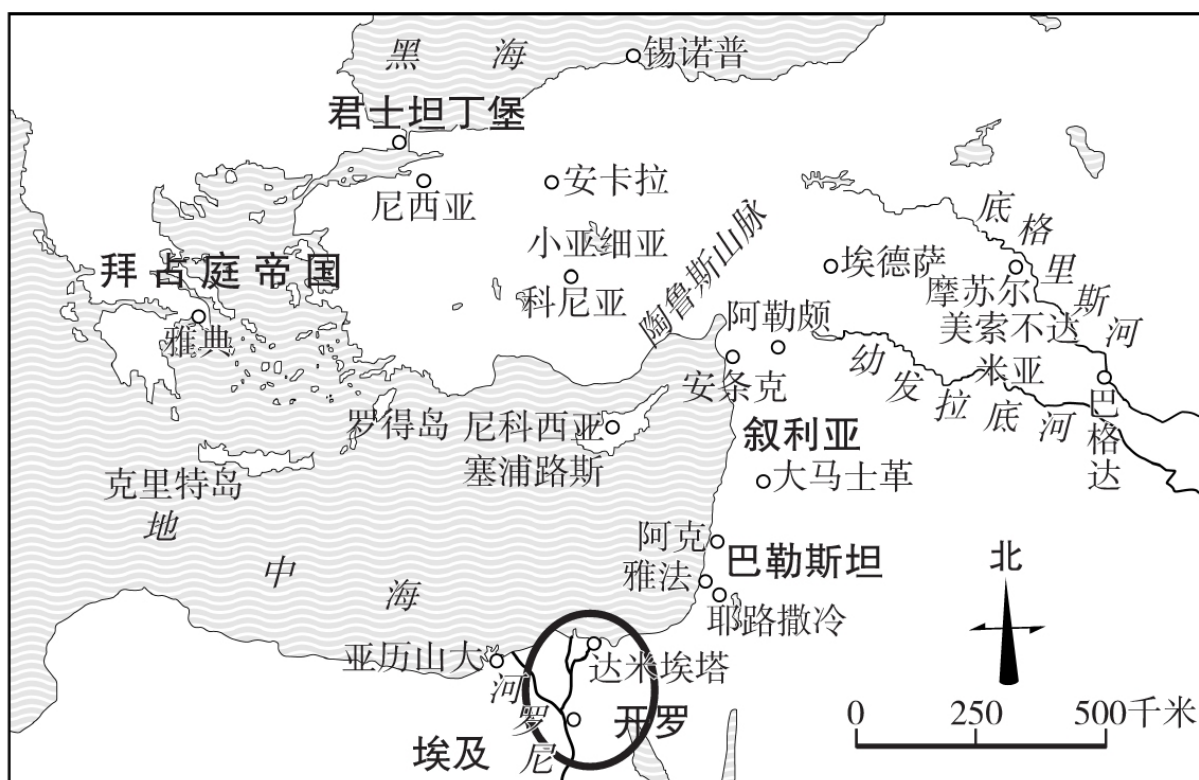 黑海
锡诺普
君士坦丁堡
尼西亚
安卡拉
小亚细亚
科尼亚
陶鲁斯山脉
拜占庭帝国
雅典
埃德萨
底格里斯河
摩苏尔
美索不达
米亚
阿勒颇
安条克
幼发拉底河
巴格达
罗得岛
尼科西亚
塞浦路斯
叙利亚
大马士革
克里特岛
地中海
阿克
巴勒斯坦
雅法
耶路撒冷
北
亚历山大
达米埃塔
河罗尼
开罗
埃及
0 250 500千米